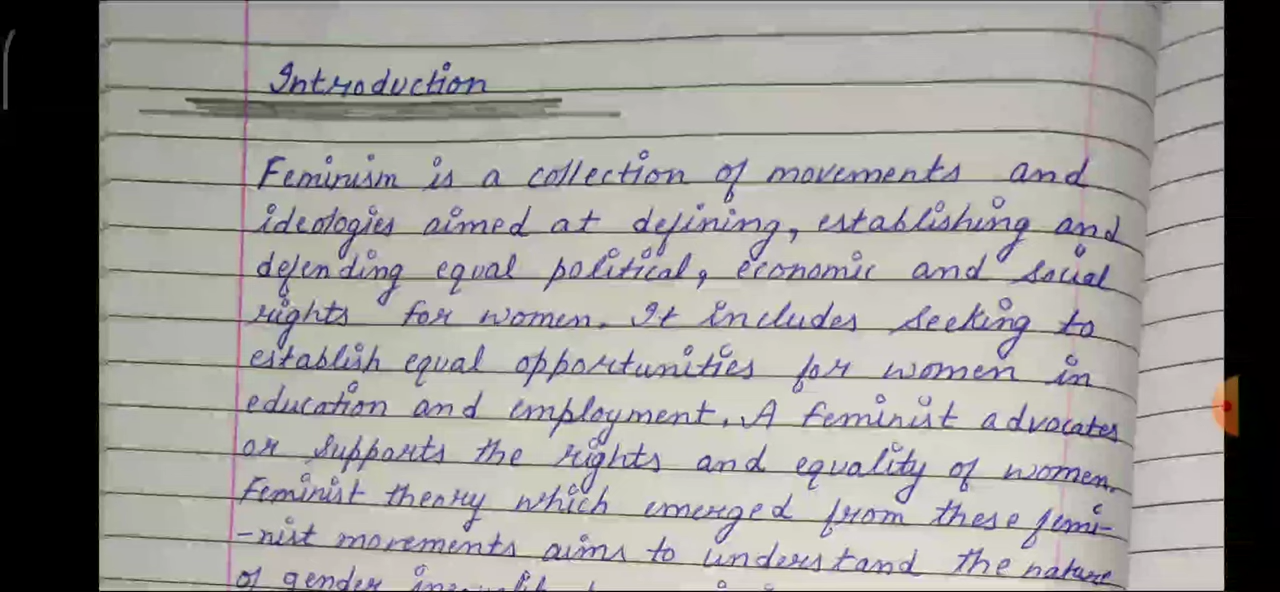 Introduction
Feminism is a collection of movements and
ideologies aimed at defining, establishing and
defending equal political, economic and social
rights for women. It includes seeking to
establish equal opportunities for women in
education and employment. A feminist advocates
or supports the rights and equality of women.
Feminist theory which emerged from these femi-
-nist movements aims to understand the nature
of gender